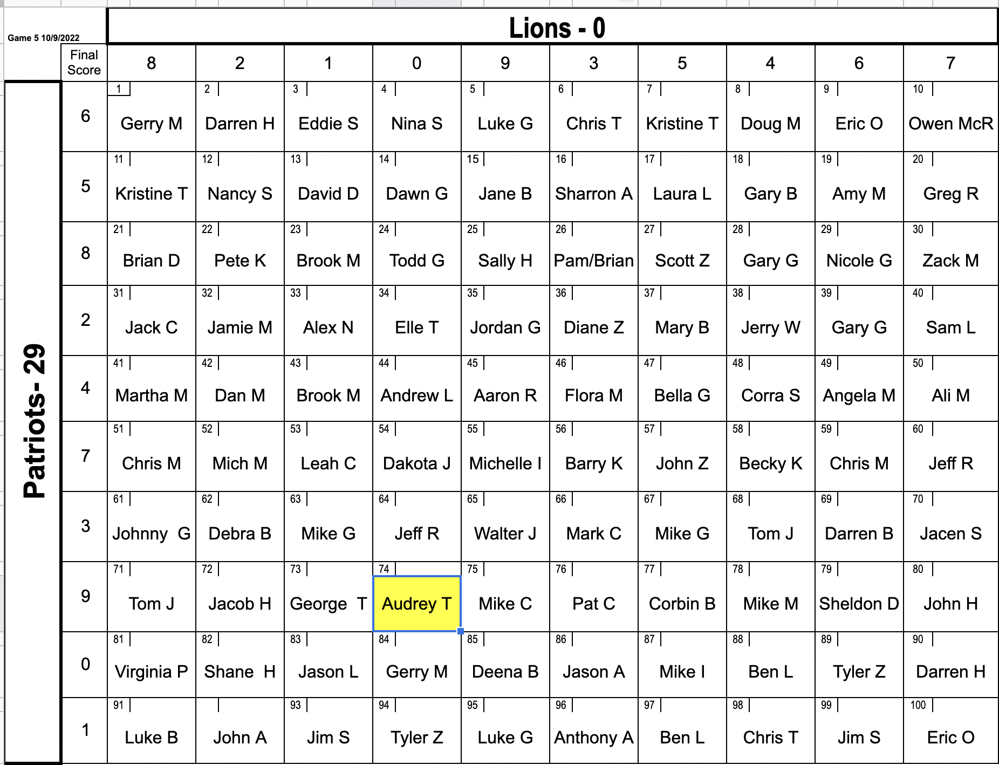 Lions - 0
Game 5 10/9/2022
Final
Score
8 2 1 0 9 3 5 4 6 7
Patriots- 29
1 2 3 4 5 6 7 8 9 10
6 Gerry M Darren H Eddie S Nina S Luke G Chris T Kristine T Doug M Eric O Owen McR
11 12 13 14 15 16 17 18 19 20
5 Kristine T Nancy S David D Dawn G Jane B Sharron A Laura L Gary B Amy M Greg R
21 22 23 24 25 26 27 28 29 30
8 Brian D Pete K Brook M Todd G Sally H Pam/Brian Scott Z Gary G Nicole G Zack M
31 32 33 34 35 36 37 38 39 40
2 Jack C Jamie M Alex N Elle T Jordan G Diane Z Mary B Jerry W Gary G Sam L
41 42 43 44 45 46 47 48 49 50
4 Martha M Dan M Brook M Andrew L Aaron R Flora M Bella G Corra S Angela M Ali M
51 52 53 54 55 56 57 58 59 60
7 Chris M Mich M Leah C Dakota J Michelle I Barry K John Z Becky K Chris M Jeff R
61 62 63 64 65 66 67 68 69 70
3 Johnny G Debra B Mike G Jeff R Walter J Mark C Mike G Tom J Darren B Jacen S
71 72 73 74 75 76 77 78 79 80
9 Tom J Jacob H George T Audrey T Mike C Pat C Corbin B Mike M Sheldon D John H
81 82 83 84 85 86 87 88 89 90
0 Virginia P Shane H Jason L Gerry M Deena B Jason A Mike I Ben L Tyler Z Darren H
91 93 94 95 96 97 98 99 100
1 Luke B John A Jim S Tyler Z Luke G Anthony A Ben L Chris T Jim S Eric O